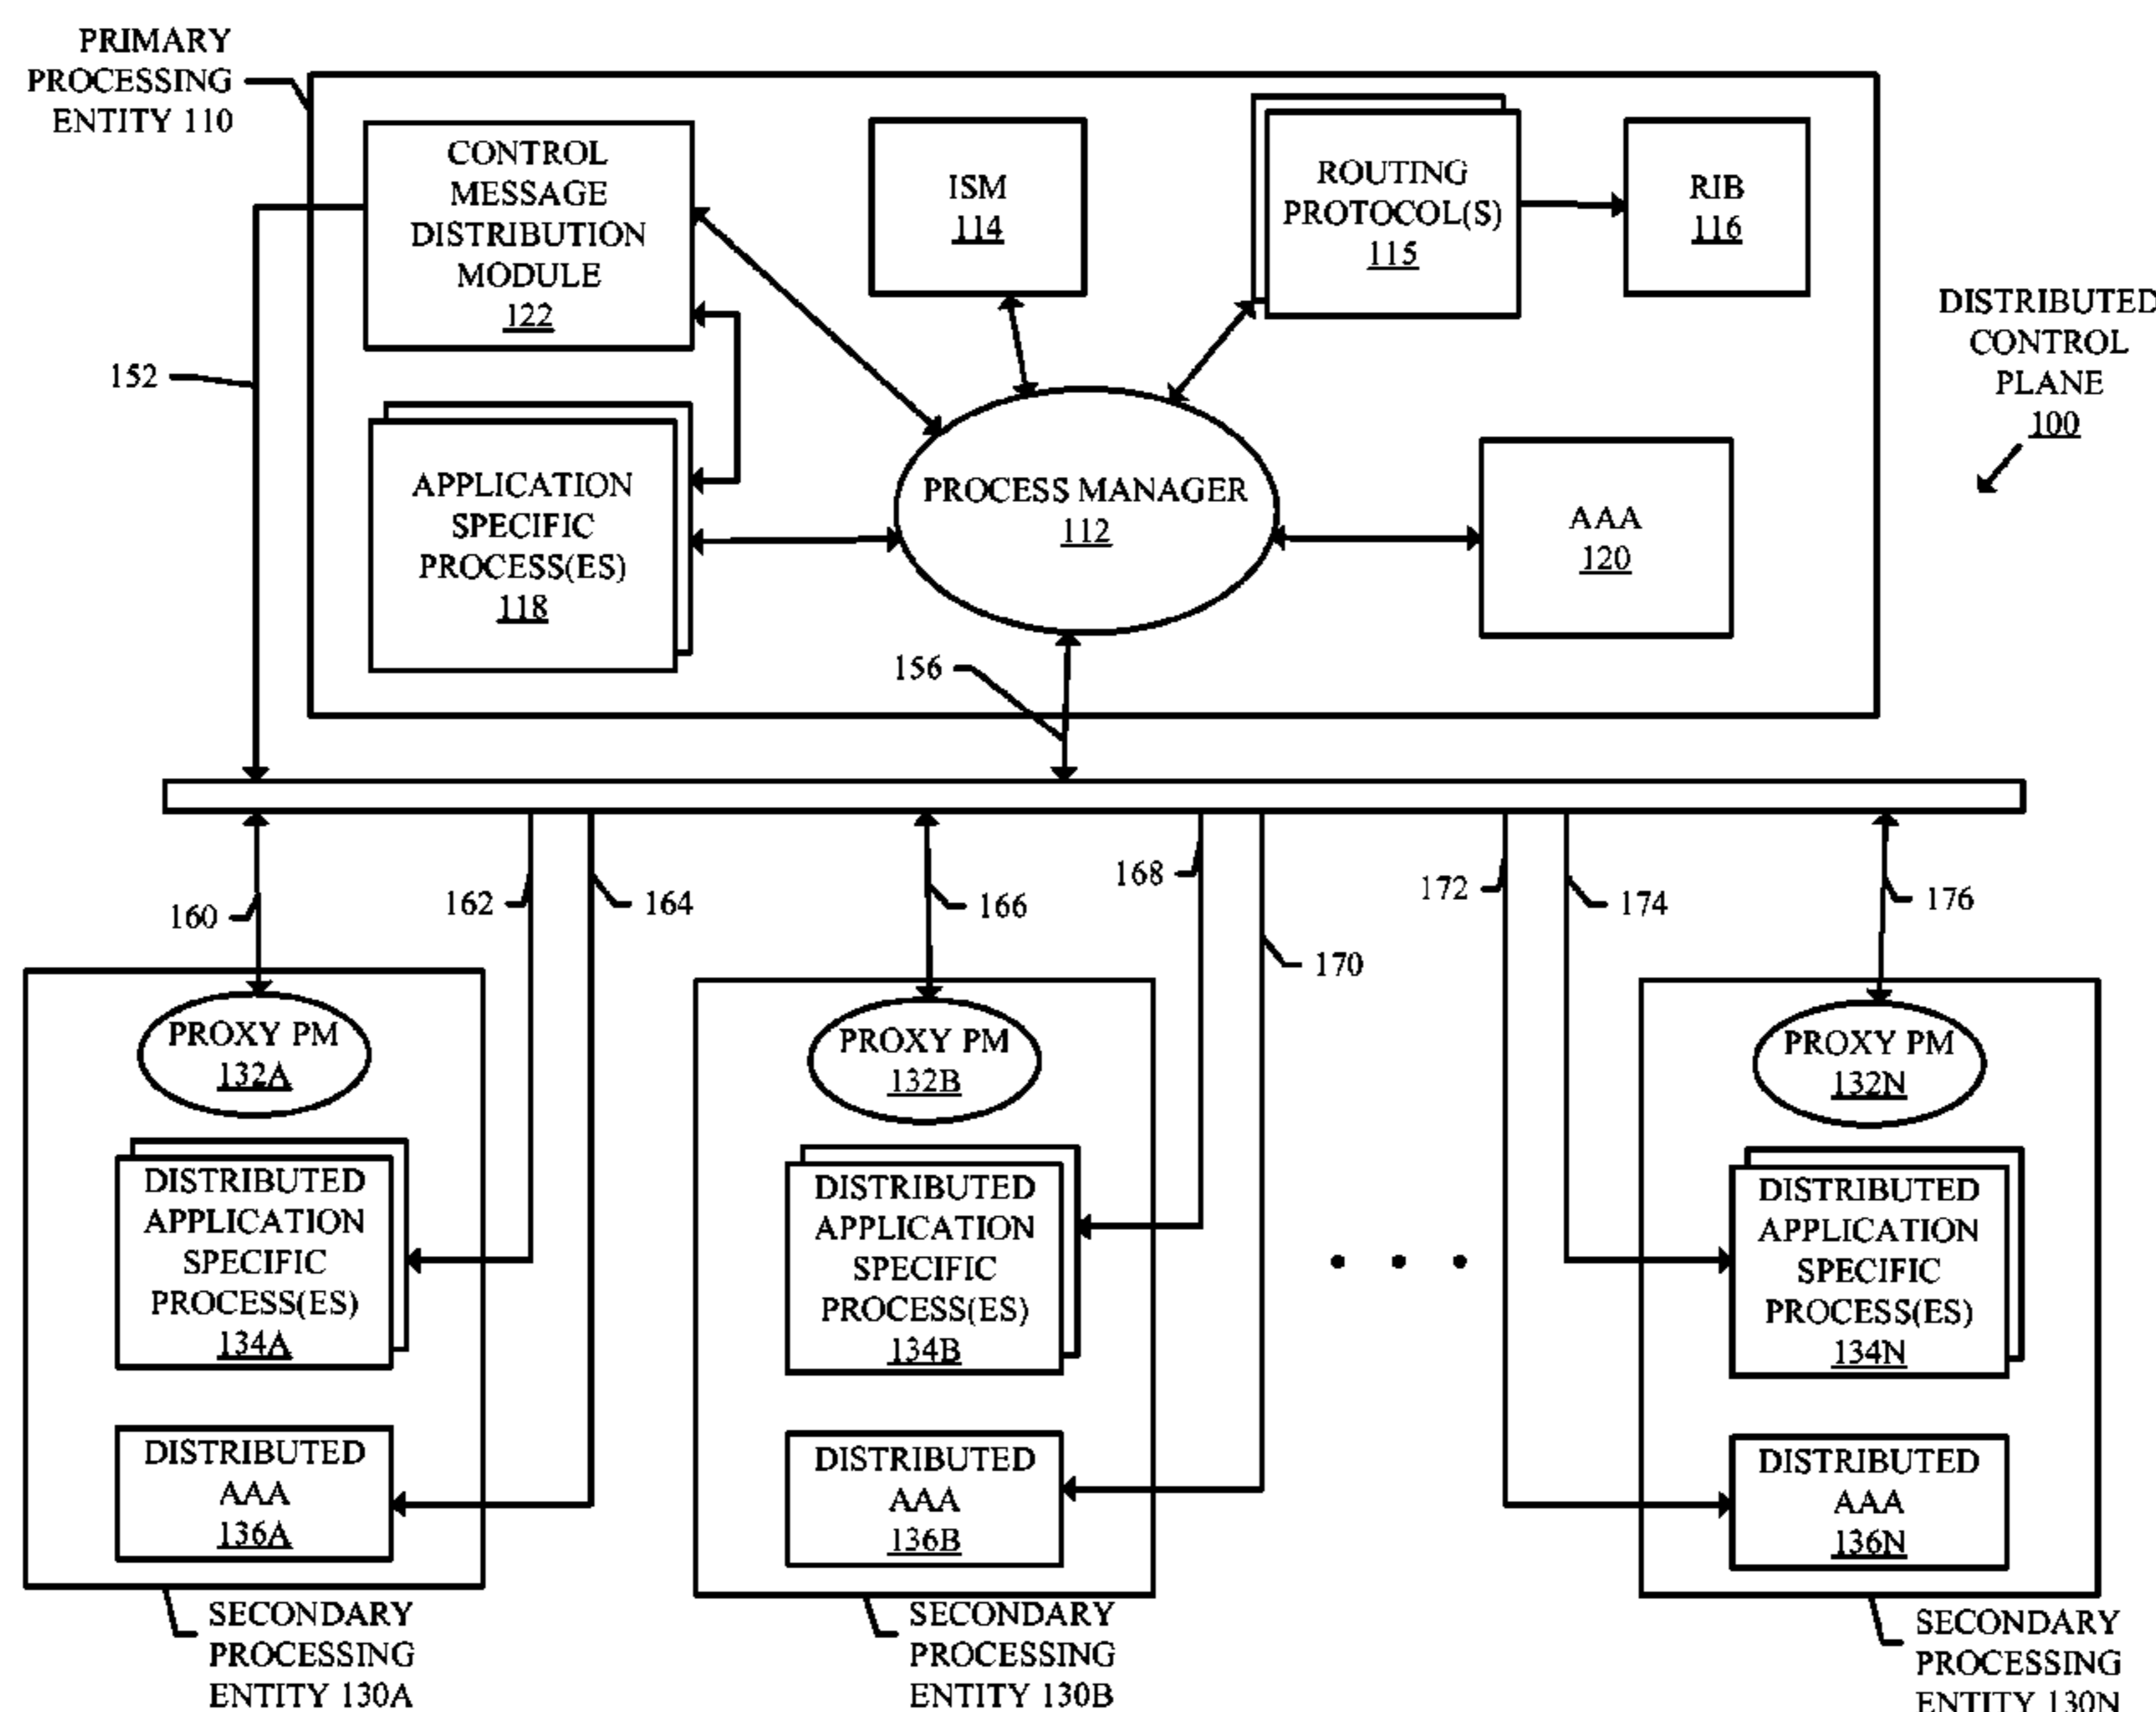 PRIMARY
PROCESSING
ENTITY 110
CONTROL
MESSAGE
DISTRIBUTION
MODULE
122
ISM
114
ROUTING
PROTOCOL(S)
115
RIB
116
DISTRIBUTED
CONTROL
PLANE
100
152
APPLICATION
SPECIFIC
PROCESS(ES)
118
PROCESS MANAGER
112
AAA
120
156
160
162
164
166
168
170
172
174
176
PROXY PM
132A
DISTRIBUTED
APPLICATION
SPECIFIC
PROCESS(ES)
134A
DISTRIBUTED
AAA
136A
SECONDARY
PROCESSING
ENTITY 130A
PROXY PM
132B
DISTRIBUTED
APPLICATION
SPECIFIC
PROCESS(ES)
134B
DISTRIBUTED
AAA
136B
SECONDARY
PROCESSING
ENTITY 130B
PROXY PM
132N
DISTRIBUTED
APPLICATION
SPECIFIC
PROCESS(ES)
134N
DISTRIBUTED
AAA
136N
SECONDARY
PROCESSING
ENTITY 130N